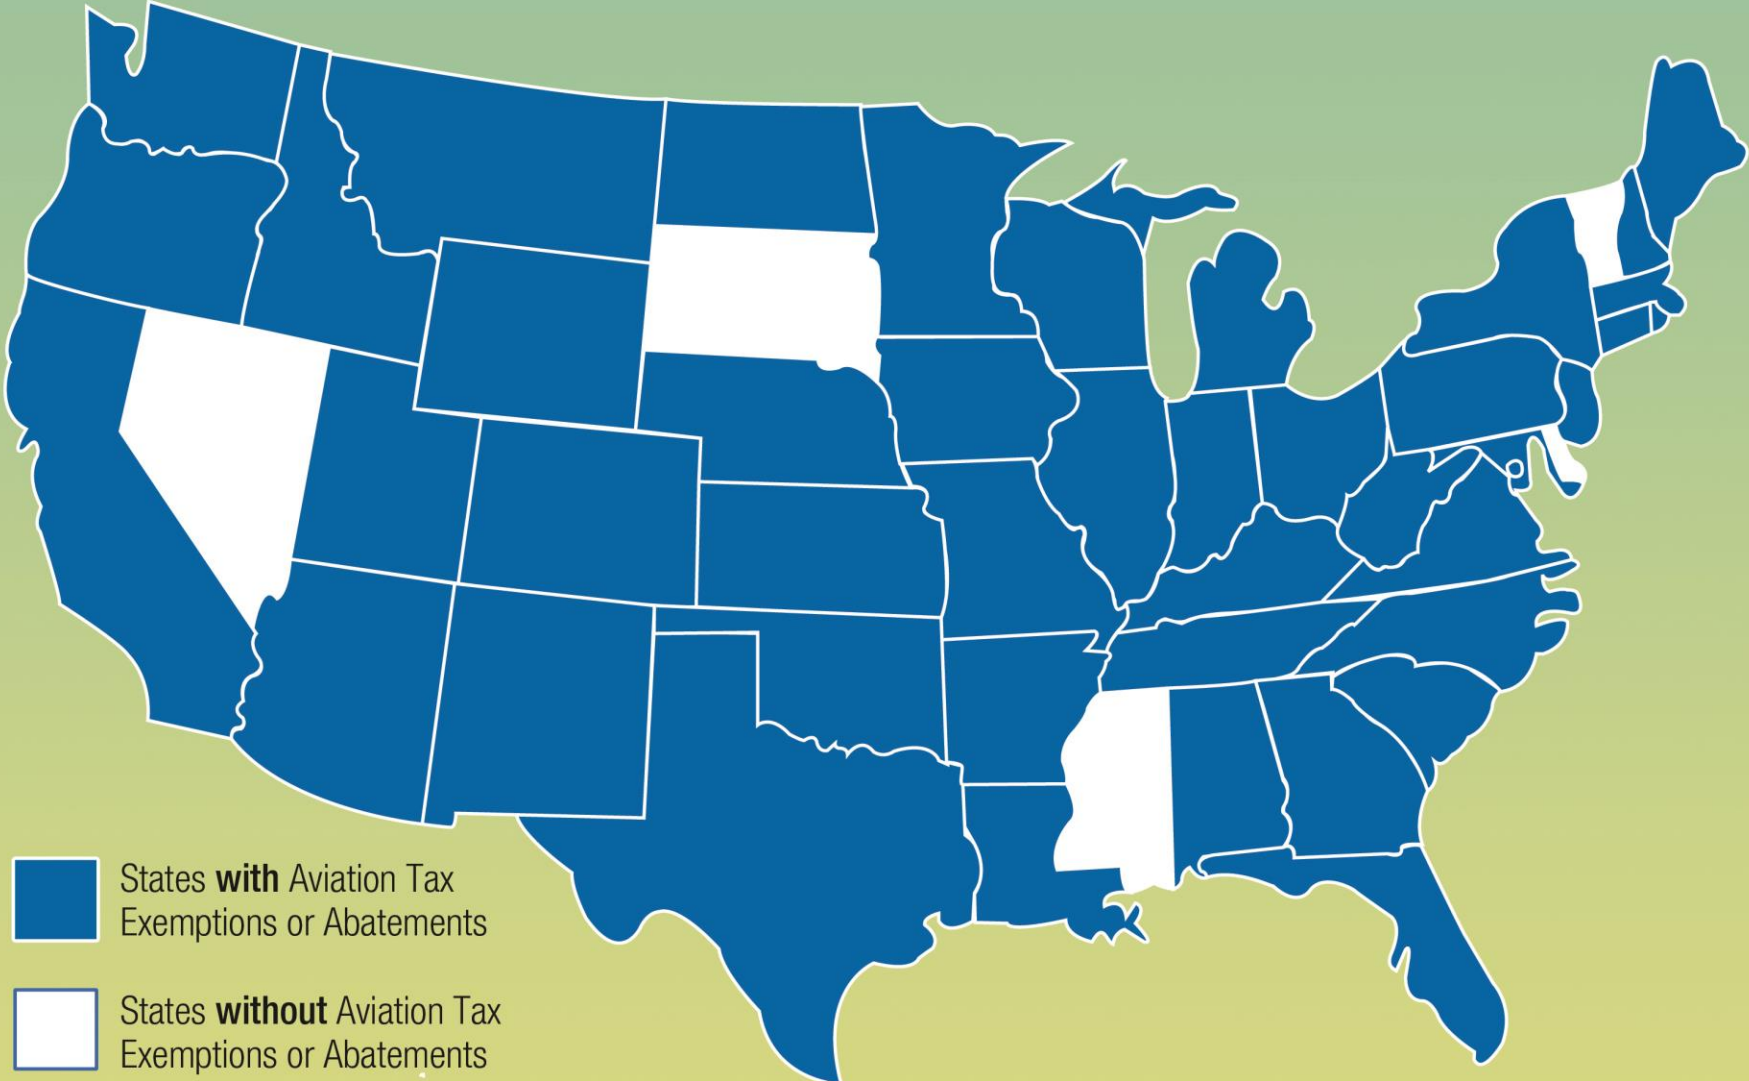 States with Aviation Tax
Exemptions or Abatements
States without Aviation Tax
Exemptions or Abatements